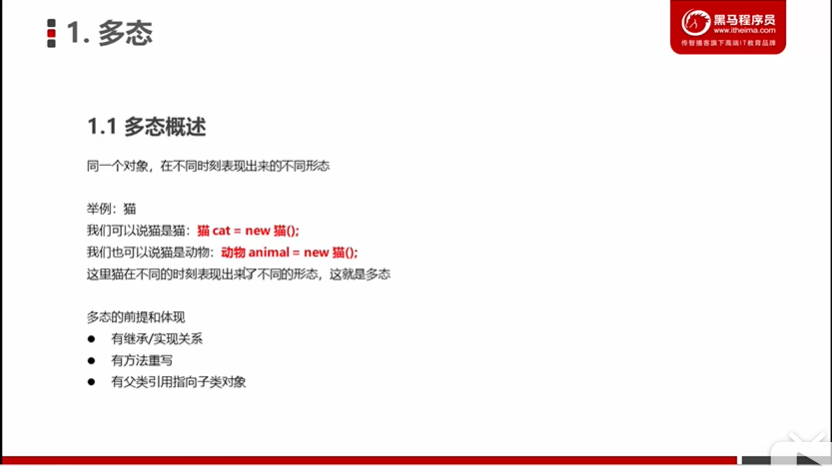 1. 多态
黑马程序员
www.itheima.com
传智播客旗下高端IT教育品牌
1.1 多态概述
同一个对象，在不同时刻表现出来的不同形态
举例：猫
我们可以说猫是猫：猫 cat = new 猫();
我们也可以说猫是动物：动物 animal = new 猫();
这里猫在不同的时刻表现出来了不同的形态，这就是多态
多态的前提和体现
● 有继承/实现关系
● 有方法重写
● 有父类引用指向子类对象